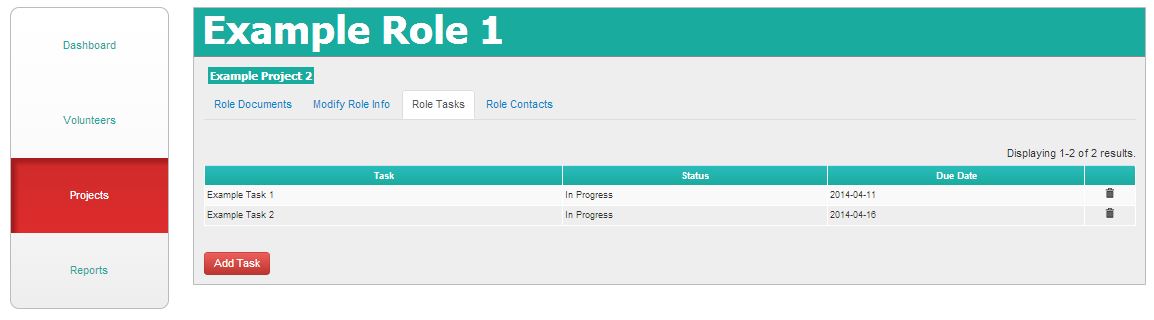 Dashboard
Volunteers
Projects
Reports
Example Role 1
Example Project 2
Role Documents Modify Role Info Role Tasks Role Contacts
Displaying 1-2 of 2 results.
Task Status Due Date
Example Task 1 In Progress 2014-04-11
Example Task 2 In Progress 2014-04-16
Add Task